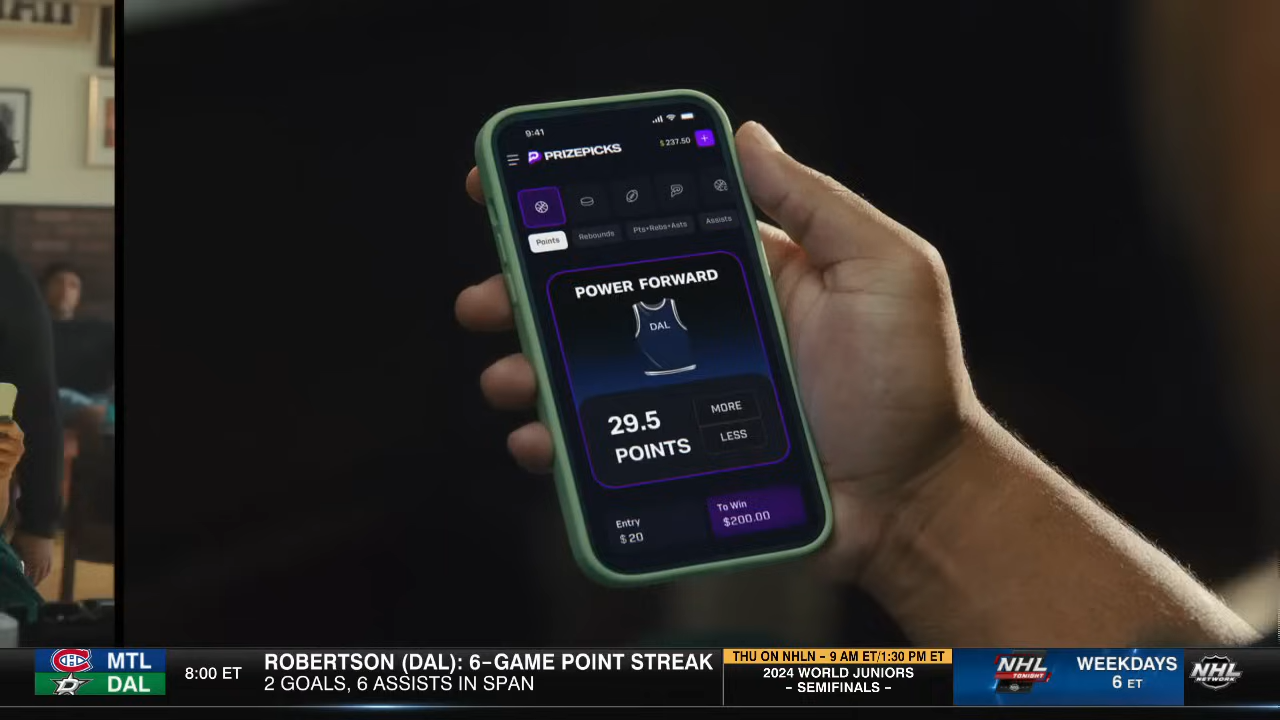 9:41
PRIZEPICKS
$ 237.50
+
Points
Rebounds
Pts+Rebs+Asts
Assists
POWER FORWARD
DAL
29.5
POINTS
MORE
LESS
Entry
$ 20
To Win
$200.00
MTL
DAL
8:00 ET
ROBERTSON (DAL): 6-GAME POINT STREAK
2 GOALS, 6 ASSISTS IN SPAN
THU ON NHLN - 9 AM ET/1:30 PM ET
2024 WORLD JUNIORS
- SEMIFINALS -
NHL
TONIGHT
WEEKDAYS
6 ET
NHL
NETWORK